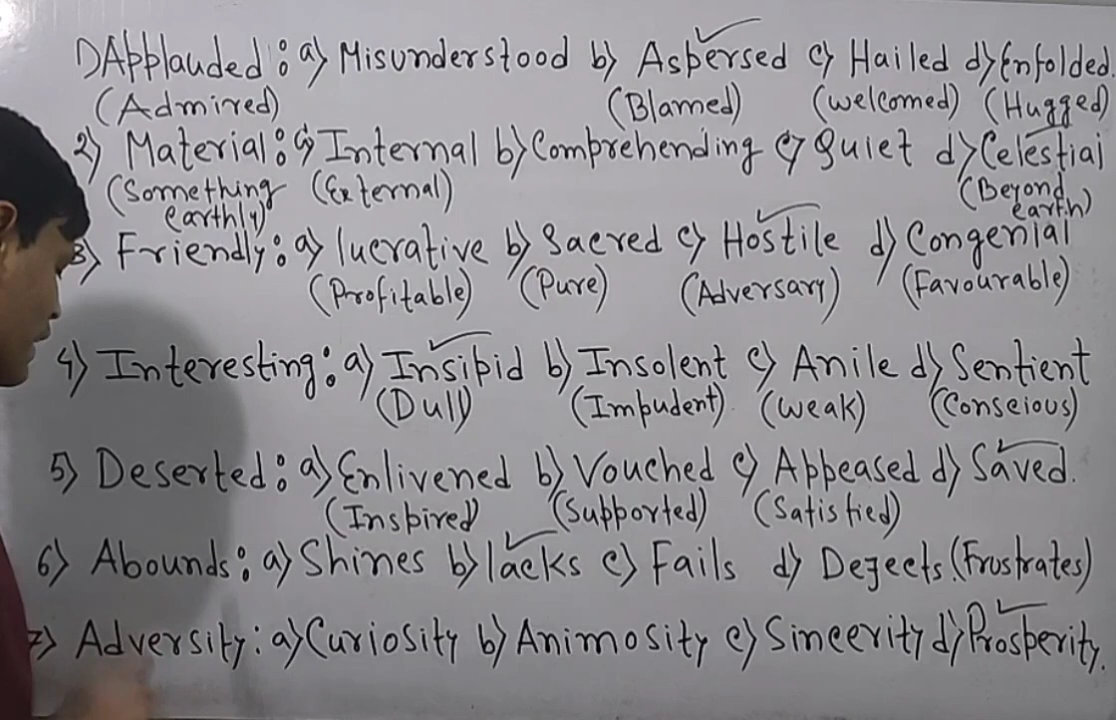 1) Applauded: a) Misunderstood b) Aspersed c) Hailed d) Enfolded.
(Admired) (Blamed) (welcomed) (Hugged)
2) Material: a) Internal b) Comprehending c) Quiet d) Celestial
(Something earthly) (External) (Beyond earth)
3) Friendly: a) lucrative b) Sacred c) Hostile d) Congenial
(Profitable) (Pure) (Adversary) (Favourable)
4) Interesting: a) Insipid b) Insolent c) Anile d) Sentient
(Dull) (Impudent) (weak) (Conscious)
5) Deserted: a) Enlivened b) Vouched c) Appeased d) Saved.
(Inspired) (Supported) (Satisfied)
6) Abounds: a) Shines b) lacks c) Fails d) Dejects. (Frustrates)
7) Adversity: a) Curiosity b) Animosity c) Sincerity d) Prosperity.